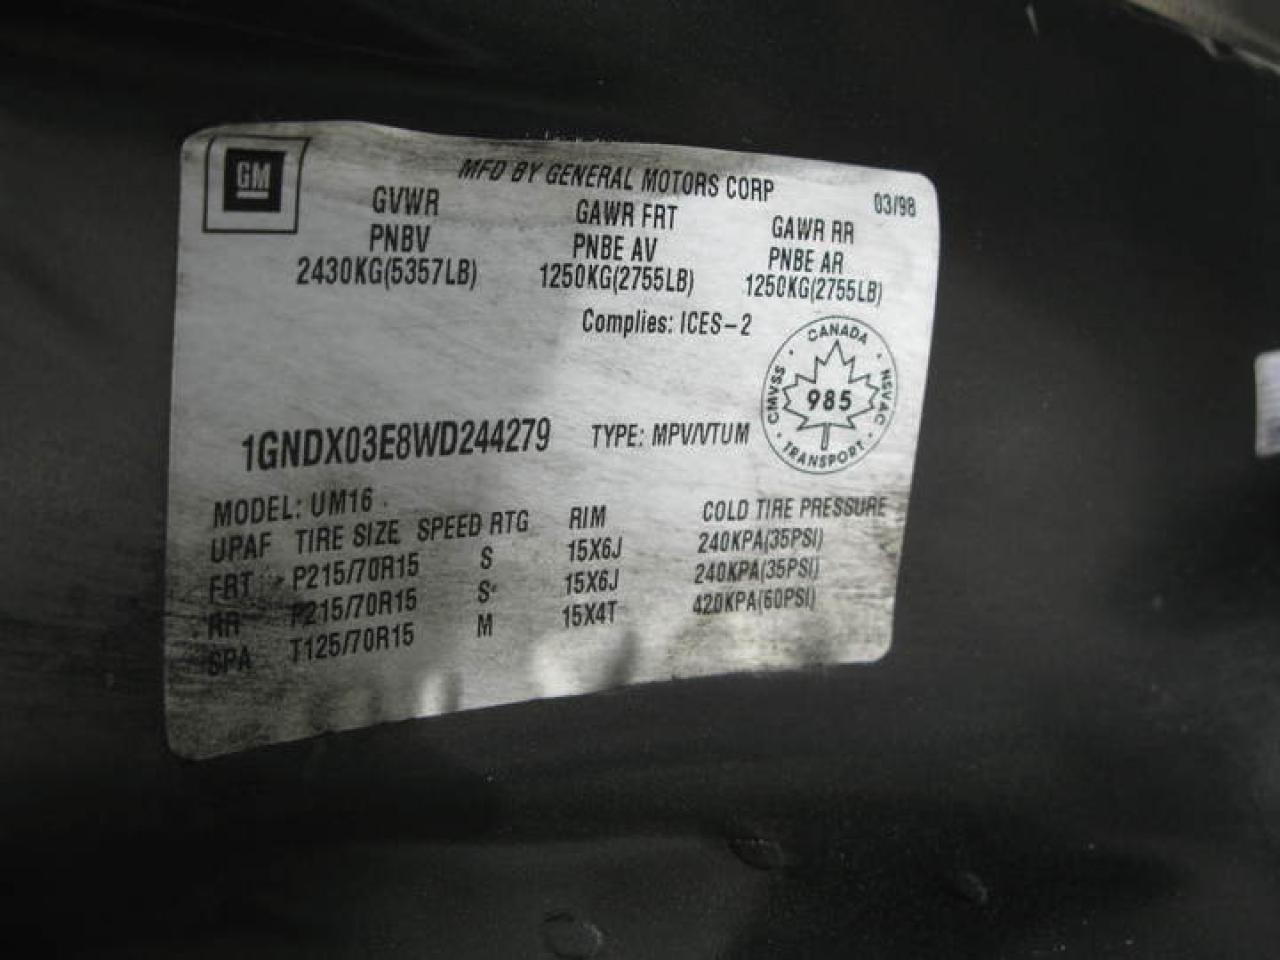 GM
MFD BY GENERAL MOTORS CORP
03/98
GVWR GAWR FRT GAWR RR
PNBV PNBE AV PNBE AR
2430KG(5357LB) 1250KG(2755LB) 1250KG(2755LB)
Complies: ICES-2
CANADA
CMVSS 985 NSVAC
TRANSPORT
1GNDX03E8WD244279 TYPE: MPV/VTUM
MODEL: UM16
UPAF TIRE SIZE SPEED RTG RIM COLD TIRE PRESSURE
FRT P215/70R15 S 15X6J 240KPA(35PSI)
RR P215/70R15 S 15X6J 240KPA(35PSI)
SPA T125/70R15 M 15X4T 420KPA(60PSI)